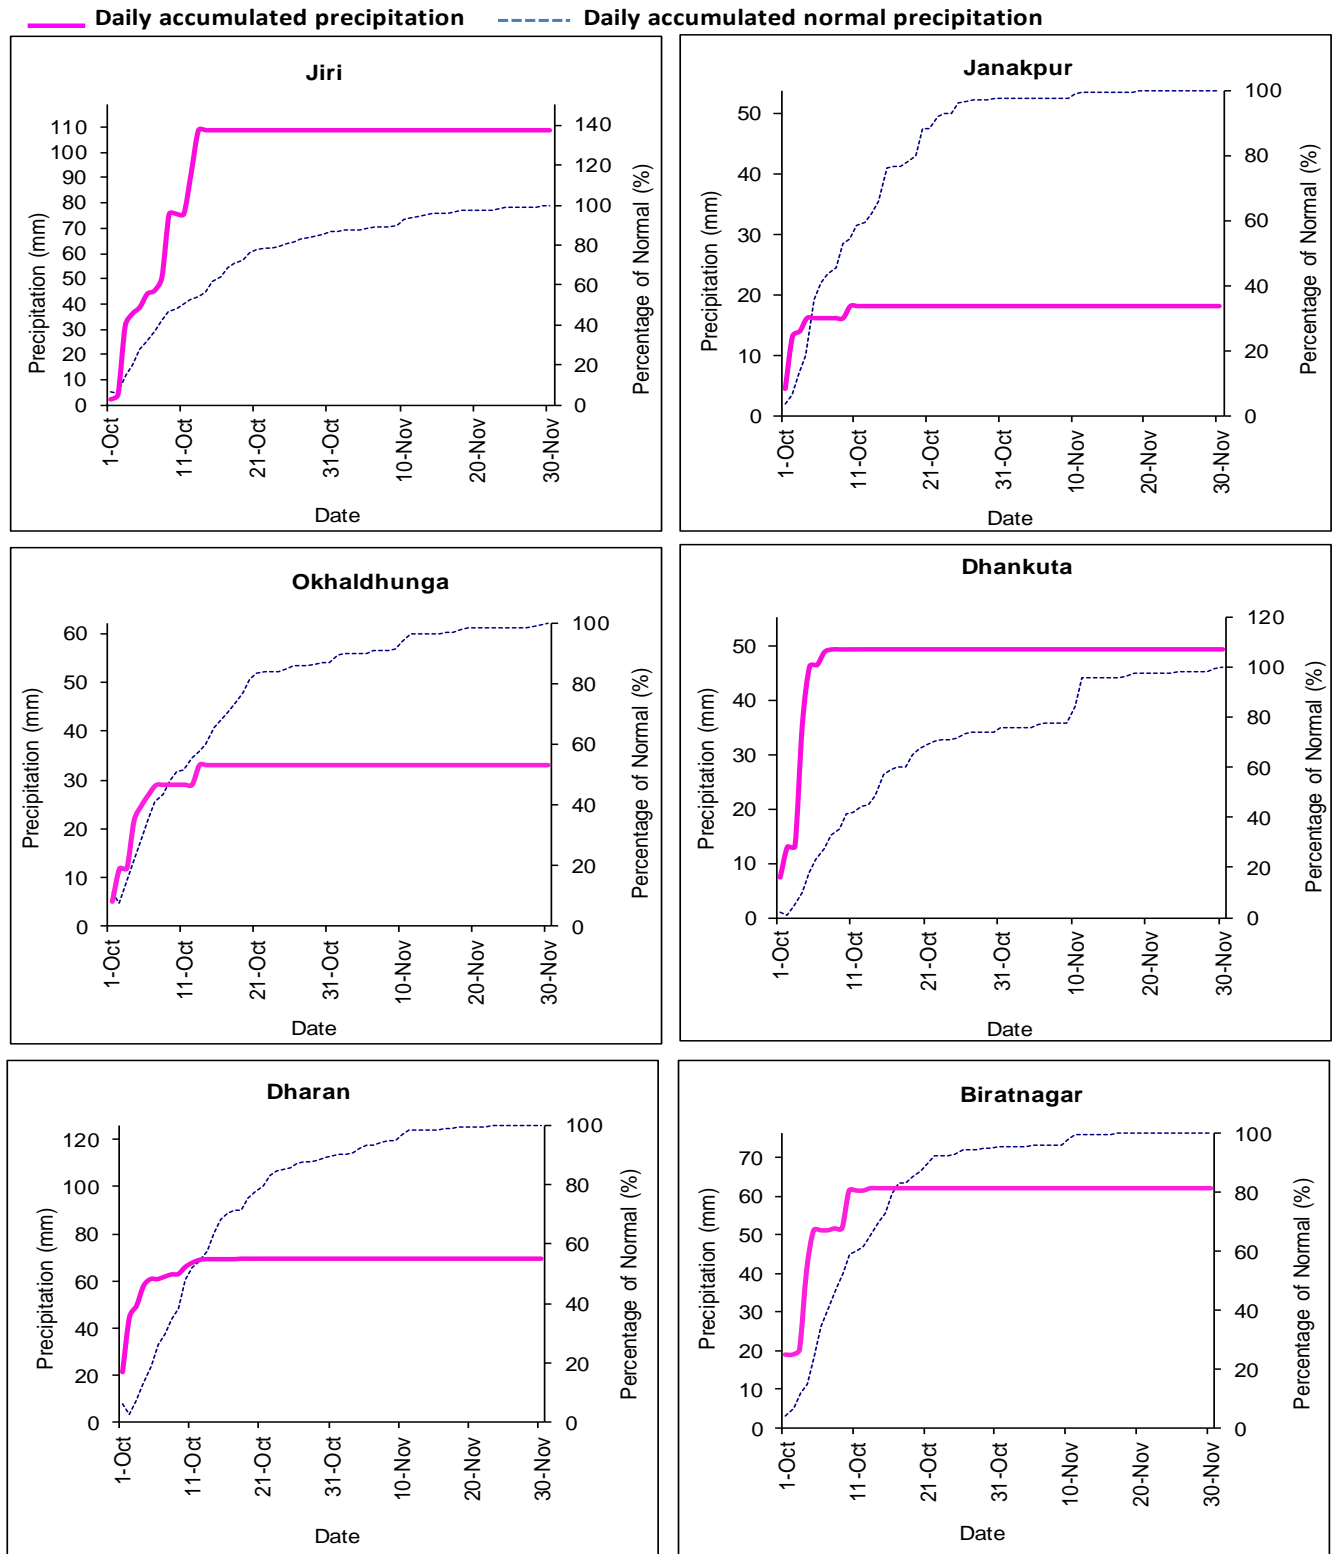 Daily accumulated precipitation Daily accumulated normal precipitation
Jiri
Precipitation (mm)
110
100
90
80
70
60
50
40
30
20
10
0
140
120
100
80
60
40
20
0
Percentage of Normal (%)
1-Oct 11-Oct 21-Oct 31-Oct 10-Nov 20-Nov 30-Nov
Date
Janakpur
Precipitation (mm)
50
40
30
20
10
0
100
80
60
40
20
0
Percentage of Normal (%)
1-Oct 11-Oct 21-Oct 31-Oct 10-Nov 20-Nov 30-Nov
Date
Okhaldhunga
Precipitation (mm)
60
50
40
30
20
10
0
100
80
60
40
20
0
Percentage of Normal (%)
1-Oct 11-Oct 21-Oct 31-Oct 10-Nov 20-Nov 30-Nov
Date
Dhankuta
Precipitation (mm)
50
40
30
20
10
0
120
100
80
60
40
20
0
Percentage of Normal (%)
1-Oct 11-Oct 21-Oct 31-Oct 10-Nov 20-Nov 30-Nov
Date
Dharan
Precipitation (mm)
120
100
80
60
40
20
0
100
80
60
40
20
0
Percentage of Normal (%)
1-Oct 11-Oct 21-Oct 31-Oct 10-Nov 20-Nov 30-Nov
Date
Biratnagar
Precipitation (mm)
70
60
50
40
30
20
10
0
100
80
60
40
20
0
Percentage of Normal (%)
1-Oct 11-Oct 21-Oct 31-Oct 10-Nov 20-Nov 30-Nov
Date